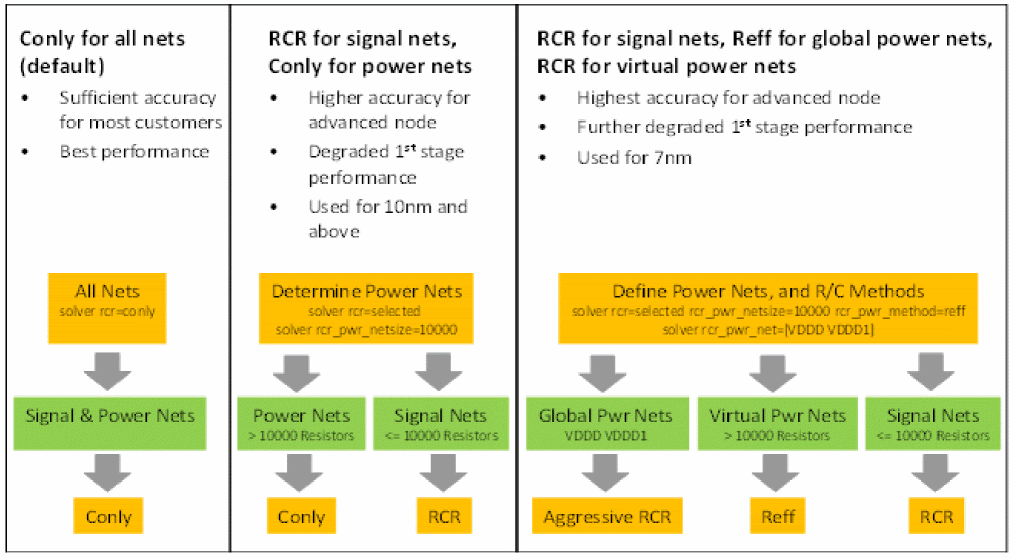 Conly for all nets
(default)
• Sufficient accuracy
for most customers
• Best performance
All Nets
solver rcr=conly
Signal & Power Nets
Conly
RCR for signal nets,
Conly for power nets
• Higher accuracy for
advanced node
• Degraded 1st stage
performance
• Used for 10nm and
above
Determine Power Nets
solver rcr=selected
solver rcr_pwr_netsize=10000
Power Nets
> 10000 Resistors
Signal Nets
<= 10000 Resistors
Conly
RCR
RCR for signal nets, Reff for global power nets,
RCR for virtual power nets
• Highest accuracy for advanced node
• Further degraded 1st stage performance
• Used for 7nm
Define Power Nets, and R/C Methods
solver rcr=selected rcr_pwr_netsize=10000 rcr_pwr_method=reff
solver rcr_pwr_net=[VDDD VDDD1]
Global Pwr Nets
VDDD VDDD1
Virtual Pwr Nets
> 10000 Resistors
Signal Nets
<= 10000 Resistors
Aggressive RCR
Reff
RCR